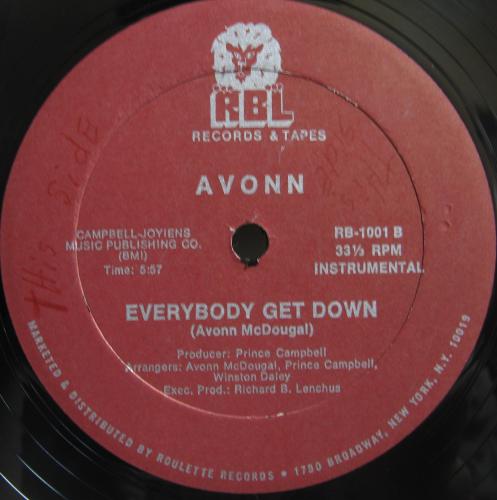 RBL
RECORDS & TAPES
AVONN
CAMPBELL-JOYIENS
MUSIC PUBLISHING CO.
(BMI)
Time: 5:57
RB-1001 B
33⅓ RPM
INSTRUMENTAL
EVERYBODY GET DOWN
(Avonn McDougal)
Producer: Prince Campbell
Arrangers: Avonn McDougal, Prince Campbell,
Winston Daley
Exec. Prod.: Richard B. Lenchus
MARKETED & DISTRIBUTED BY ROULETTE RECORDS • 1790 BROADWAY, NEW YORK, N.Y. 10019
this side